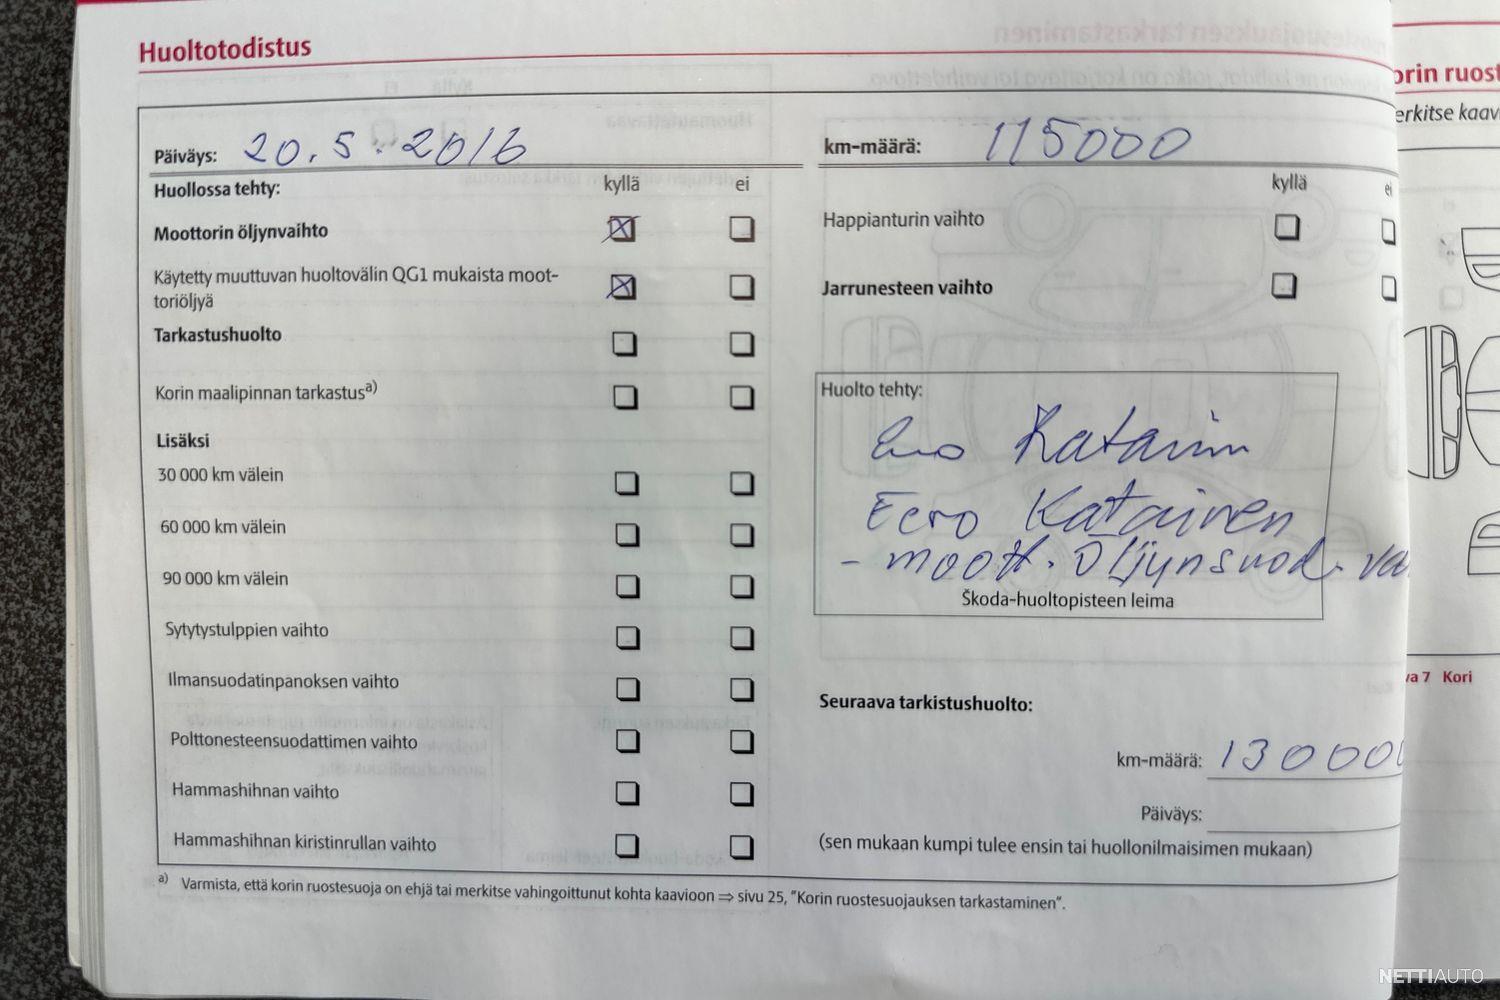 Huoltotodistus
Päiväys: 20.5.2016
km-määrä: 115000
Huollossa tehty: kyllä ei
kyllä ei
Moottorin öljynvaihto
Happianturin vaihto
Käytetty muuttuvan huoltovälin QG1 mukaista moot-
toriöljyä
Jarrunesteen vaihto
Tarkastushuolto
Korin maalipinnan tarkastus a)
Lisäksi
30 000 km välein
60 000 km välein
90 000 km välein
Sytytystulppien vaihto
Ilmansuodatinpanoksen vaihto
Polttonesteensuodattimen vaihto
Hammashihnan vaihto
Hammashihnan kiristinrullan vaihto
Huolto tehty:
Eero Katainen
- moott. öljynsuod. va
Škoda-huoltopisteen leima
Seuraava tarkistushuolto:
km-määrä: 130000
Päiväys:
(sen mukaan kumpi tulee ensin tai huollonilmaisimen mukaan)
a) Varmista, että korin ruostesuoja on ehjä tai merkitse vahingoittunut kohta kaavioon ⇒ sivu 25, "Korin ruostesuojauksen tarkastaminen".
orin ruost
erkitse kaavi
va 7 Kori
NETTIAUTO